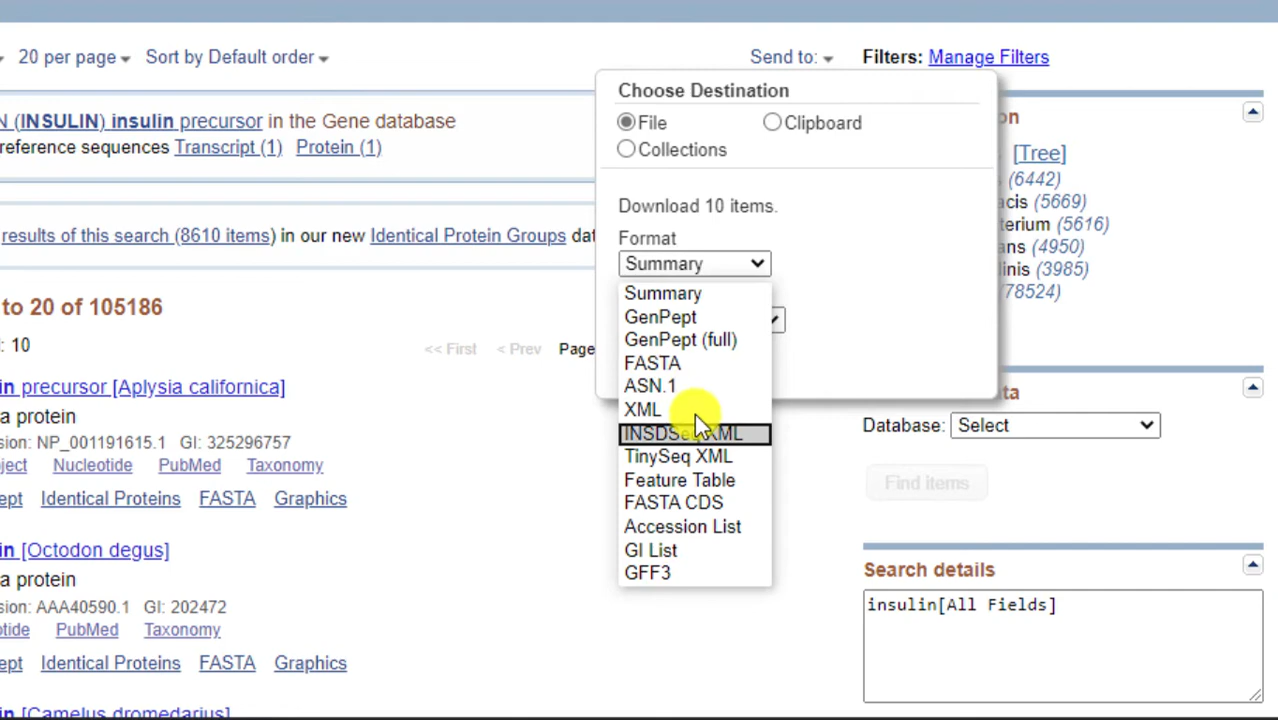 20 per page
Sort by Default order
Send to:
Filters: Manage Filters
N (INSULIN) insulin precursor in the Gene database
reference sequences Transcript (1) Protein (1)
results of this search (8610 items) in our new Identical Protein Groups dat
to 20 of 105186
: 10
<< First < Prev Page
in precursor [Aplysia californica]
a protein
sion: NP_001191615.1 GI: 325296757
ject Nucleotide PubMed Taxonomy
ept Identical Proteins FASTA Graphics
in [Octodon degus]
a protein
sion: AAA40590.1 GI: 202472
otide PubMed Taxonomy
ept Identical Proteins FASTA Graphics
in [Camelus dromedarius]
Choose Destination
File Clipboard
Collections
Download 10 items.
Format
Summary
Summary
GenPept
GenPept (full)
FASTA
ASN.1
XML
INSDSeq XML
TinySeq XML
Feature Table
FASTA CDS
Accession List
GI List
GFF3
on
[Tree]
(6442)
acis (5669)
terium (5224)
ans (4950)
linis (3985)
(78524)
ta
Database: Select
Find items
Search details
insulin[All Fields]